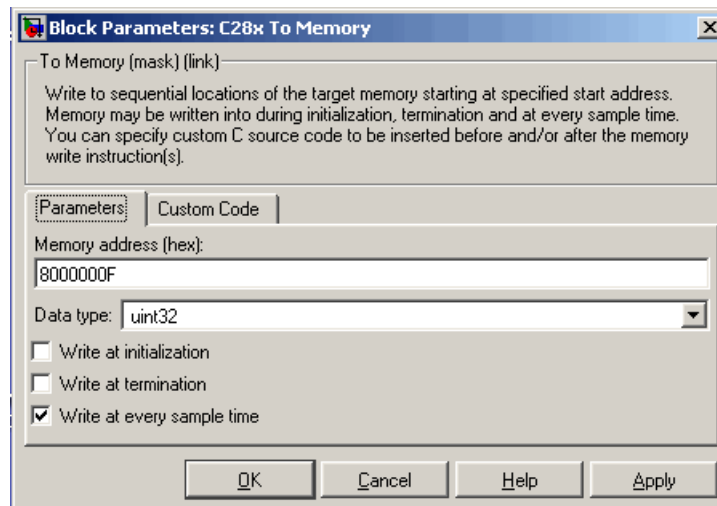 Block Parameters: C28x To Memory
To Memory (mask) (link)
Write to sequential locations of the target memory starting at specified start address.
Memory may be written into during initialization, termination and at every sample time.
You can specify custom C source code to be inserted before and/or after the memory
write instruction(s).
Parameters Custom Code
Memory address (hex):
8000000F
Data type: uint32
Write at initialization
Write at termination
Write at every sample time
OK Cancel Help Apply